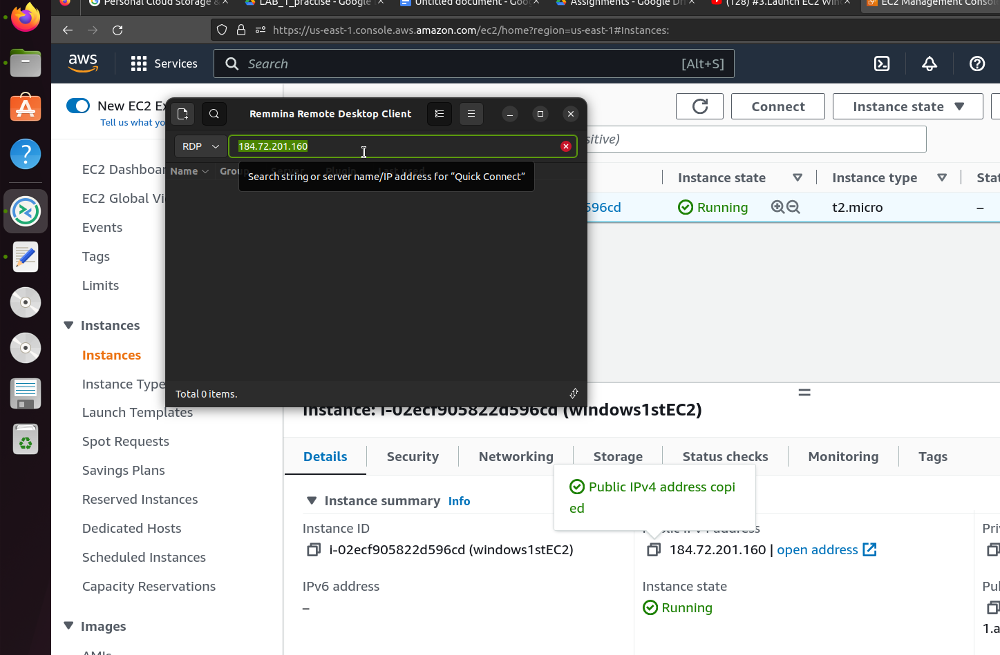 Personal Cloud Storage &
LAB_1_practise - Google
Untitled document - Goo
Assignments - Google Dri
(128) #3.Launch EC2 Win
EC2 Management Conso
https://us-east-1.console.aws.amazon.com/ec2/home?region=us-east-1#Instances:
aws
Services
Search
[Alt+S]
New EC2 Ex
Tell us what yo
Remmina Remote Desktop Client
RDP
184.72.201.160
Name
Group
Server
Plugin
Last used
Search string or server name/IP address for “Quick Connect”
Total 0 items.
Connect
Instance state
sitive)
Instance state
Instance type
Stat
596cd
Running
t2.micro
–
EC2 Dashboar
EC2 Global Vi
Events
Tags
Limits
Instances
Instances
Instance Type
Launch Templates
Spot Requests
Savings Plans
Reserved Instances
Dedicated Hosts
Scheduled Instances
Capacity Reservations
Images
AMIs
Instance: i-02ecf905822d596cd (windows1stEC2)
Details
Security
Networking
Storage
Status checks
Monitoring
Tags
Public IPv4 address copi
ed
Instance summary
Info
Instance ID
i-02ecf905822d596cd (windows1stEC2)
Public IPv4 address
184.72.201.160 | open address
Pri
IPv6 address
–
Instance state
Running
Pul
1.a